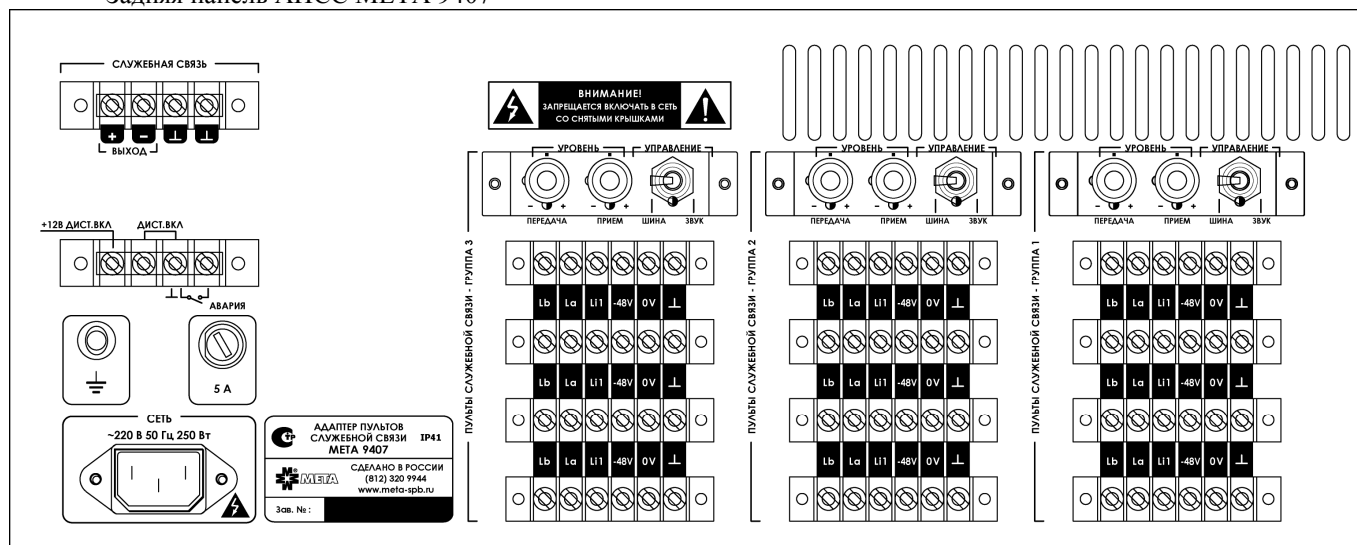 Задняя панель АПСС МЕТА 9407
СЛУЖЕБНАЯ СВЯЗЬ
+ - ⊥ ⊥
ВЫХОД
+12В ДИСТ.ВКЛ ДИСТ.ВКЛ
⊥ АВАРИЯ
5 А
СЕТЬ
~220 В 50 Гц 250 Вт
АДАПТЕР ПУЛЬТОВ
СЛУЖЕБНОЙ СВЯЗИ IP41
МЕТА 9407
МЕТА
СДЕЛАНО В РОССИИ
(812) 320 9944
www.meta-spb.ru
Зав. № :
ВНИМАНИЕ!
ЗАПРЕЩАЕТСЯ ВКЛЮЧАТЬ В СЕТЬ
СО СНЯТЫМИ КРЫШКАМИ
ПУЛЬТЫ СЛУЖЕБНОЙ СВЯЗИ - ГРУППА 3
УРОВЕНЬ УПРАВЛЕНИЕ
- + - +
ПЕРЕДАЧА ПРИЕМ ШИНА ЗВУК
Lb La Li1 -48V 0V ⊥
Lb La Li1 -48V 0V ⊥
Lb La Li1 -48V 0V ⊥
ПУЛЬТЫ СЛУЖЕБНОЙ СВЯЗИ - ГРУППА 2
УРОВЕНЬ УПРАВЛЕНИЕ
- + - +
ПЕРЕДАЧА ПРИЕМ ШИНА ЗВУК
Lb La Li1 -48V 0V ⊥
Lb La Li1 -48V 0V ⊥
Lb La Li1 -48V 0V ⊥
ПУЛЬТЫ СЛУЖЕБНОЙ СВЯЗИ - ГРУППА 1
УРОВЕНЬ УПРАВЛЕНИЕ
- + - +
ПЕРЕДАЧА ПРИЕМ ШИНА ЗВУК
Lb La Li1 -48V 0V ⊥
Lb La Li1 -48V 0V ⊥
Lb La Li1 -48V 0V ⊥